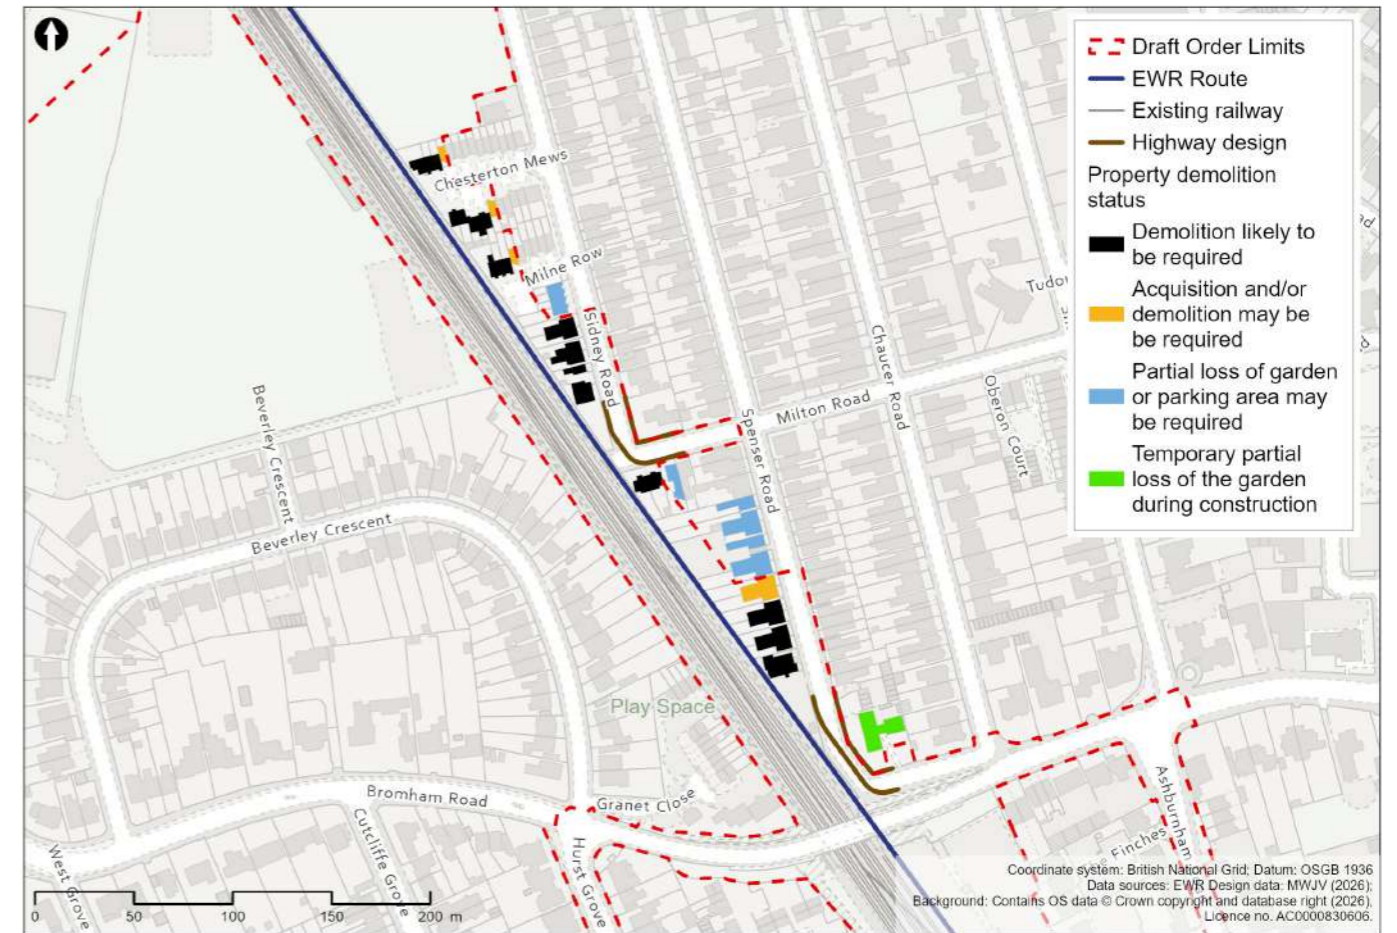 Draft Order Limits
EWR Route
Existing railway
Highway design
Property demolition
status
Demolition likely to
be required
Acquisition and/or
demolition may be
be required
Partial loss of garden
or parking area may
be required
Temporary partial
loss of the garden
during construction
Chesterton Mews
Milne Row
Sidney Road
Chaucer Road
Milton Road
Oberon Court
Spenser Road
Beverley Crescent
Beverley Crescent
Play Space
Bromham Road
Granet Close
Cutcliffe Grove
West Grove
Hurst Grove
Ashburnham
Finches
0 50 100 150 200 m
Coordinate system: British National Grid; Datum: OSGB 1936
Data sources: EWR Design data: MWJV (2026);
Background: Contains OS data © Crown copyright and database right (2026).
Licence no. AC0000830606.